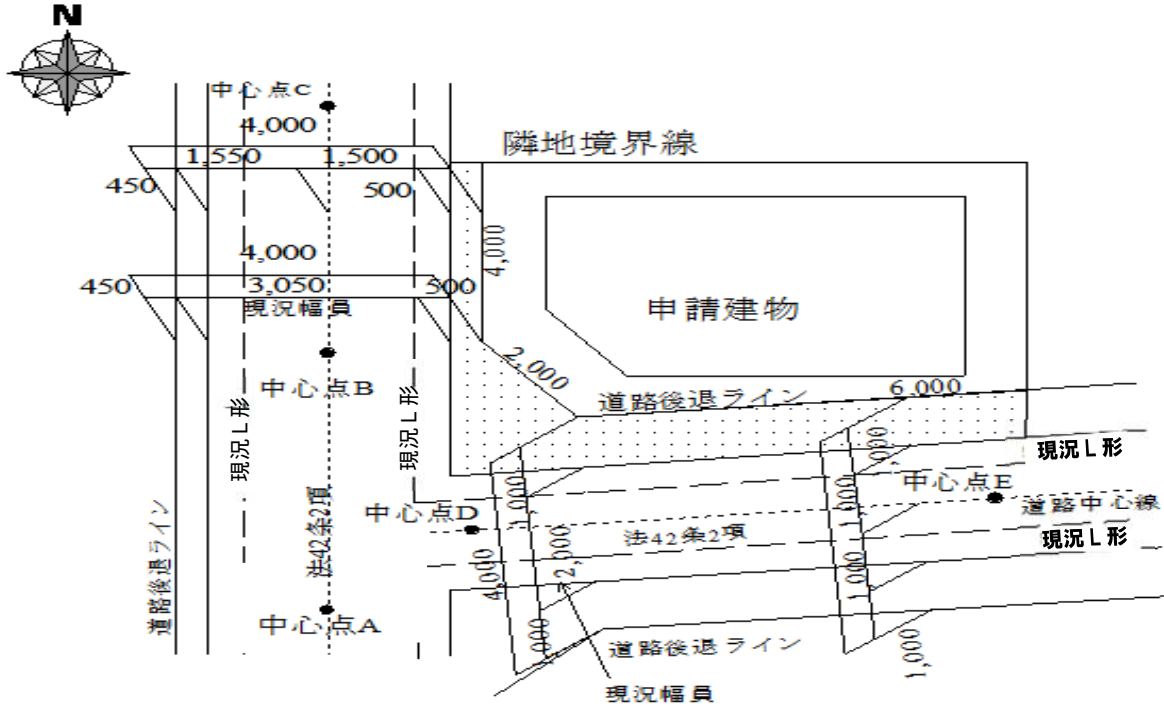 N
中心点C
4,000
隣地境界線
1,550
1,500
450
500
4,000
4,000
450
3,050
500
現況幅員
申請建物
2,000
中心点B
6,000
道路後退ライン
現況L形
現況L形
1,000
現況L形
中心点E
1,000
1,000
中心点D
道路中心線
法42条2項
法42条2項
現況L形
2,000
4,000
1,000
道路後退ライン
中心点A
1,000
道路後退ライン
1,000
現況幅員